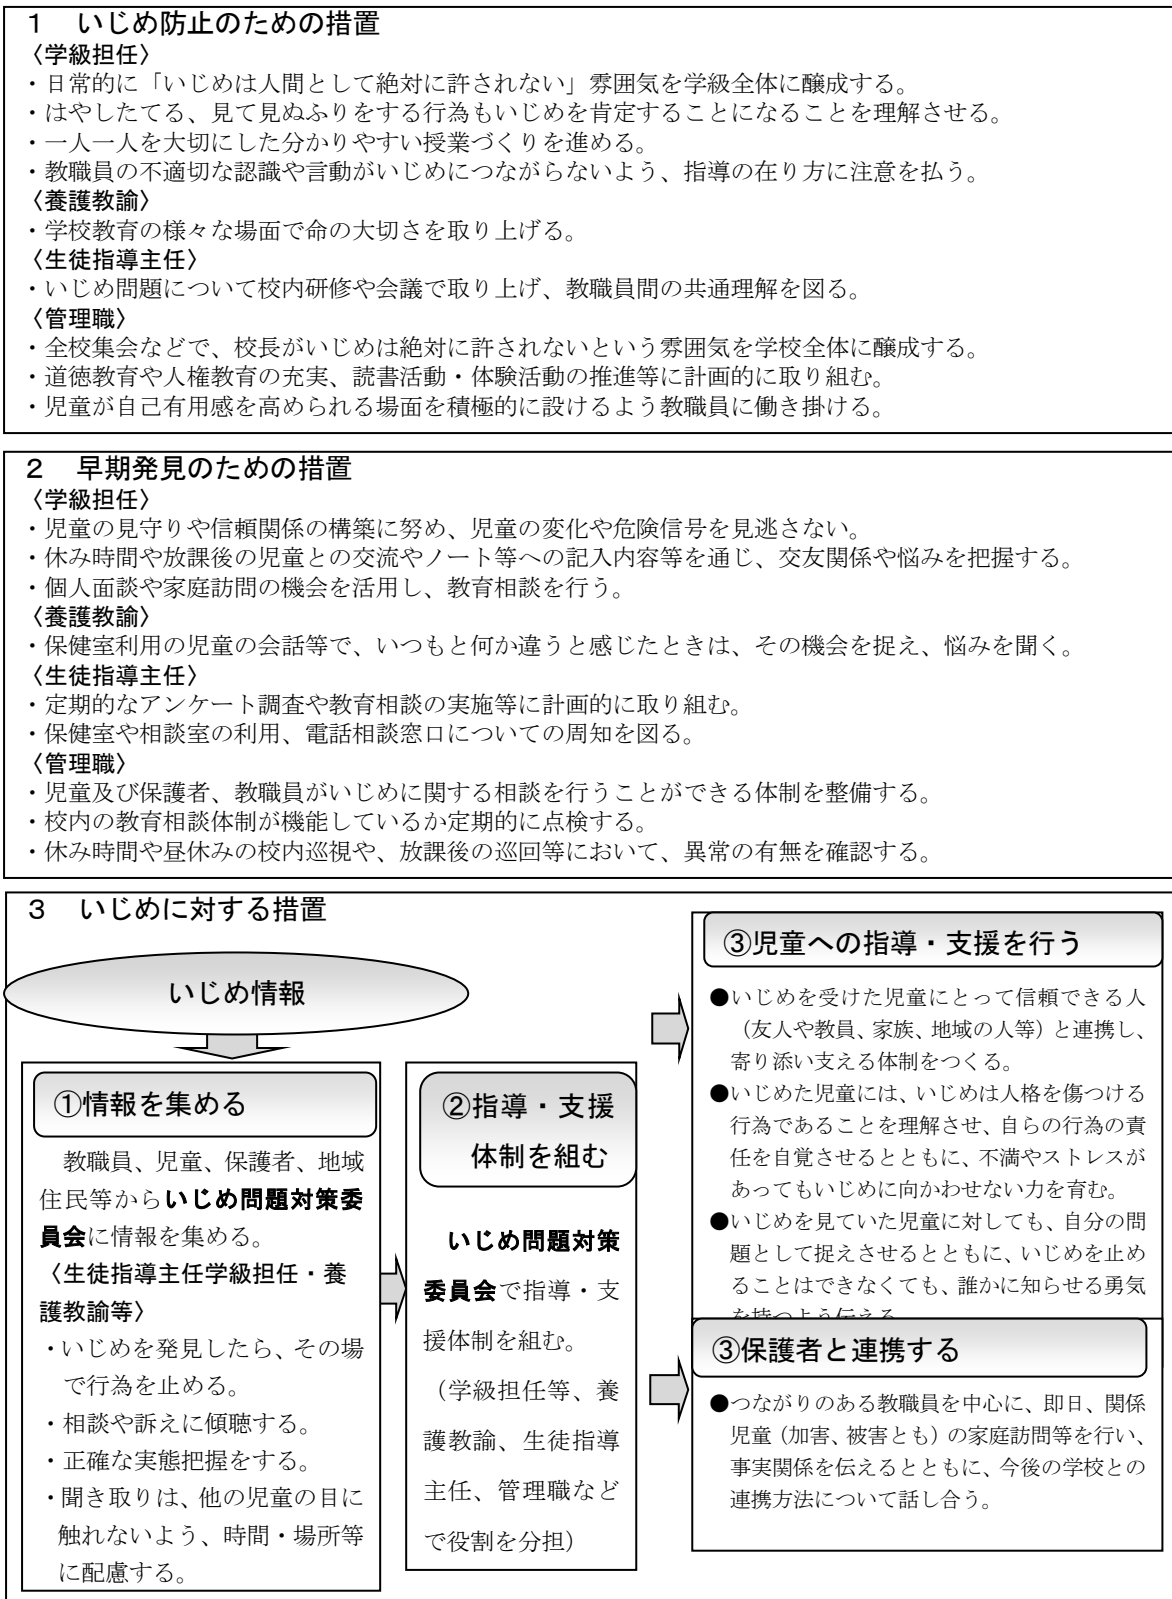 １　いじめ防止のための措置
〈学級担任〉
・日常的に「いじめは人間として絶対に許されない」雰囲気を学級全体に醸成する。
・はやしたてる、見て見ぬふりをする行為もいじめを肯定することになることを理解させる。
・一人一人を大切にした分かりやすい授業づくりを進める。
・教職員の不適切な認識や言動がいじめにつながらないよう、指導の在り方に注意を払う。
〈養護教諭〉
・学校教育の様々な場面で命の大切さを取り上げる。
〈生徒指導主任〉
・いじめ問題について校内研修や会議で取り上げ、教職員間の共通理解を図る。
〈管理職〉
・全校集会などで、校長がいじめは絶対に許されないという雰囲気を学校全体に醸成する。
・道徳教育や人権教育の充実、読書活動・体験活動の推進等に計画的に取り組む。
・児童が自己有用感を高められる場面を積極的に設けるよう教職員に働き掛ける。
２　早期発見のための措置
〈学級担任〉
・児童の見守りや信頼関係の構築に努め、児童の変化や危険信号を見逃さない。
・休み時間や放課後の児童との交流やノート等への記入内容等を通じ、交友関係や悩みを把握する。
・個人面談や家庭訪問の機会を活用し、教育相談を行う。
〈養護教諭〉
・保健室利用の児童の会話等で、いつもと何か違うと感じたときは、その機会を捉え、悩みを聞く。
〈生徒指導主任〉
・定期的なアンケート調査や教育相談の実施等に計画的に取り組む。
・保健室や相談室の利用、電話相談窓口についての周知を図る。
〈管理職〉
・児童及び保護者、教職員がいじめに関する相談を行うことができる体制を整備する。
・校内の教育相談体制が機能しているか定期的に点検する。
・休み時間や昼休みの校内巡視や、放課後の巡回等において、異常の有無を確認する。
３　いじめに対する措置
いじめ情報
①情報を集める
教職員、児童、保護者、地域
住民等からいじめ問題対策委
員会に情報を集める。
〈生徒指導主任学級担任・養
護教諭等〉
・いじめを発見したら、その場
で行為を止める。
・相談や訴えに傾聴する。
・正確な実態把握をする。
・聞き取りは、他の児童の目に
触れないよう、時間・場所等
に配慮する。
②指導・支援
体制を組む
いじめ問題対策
委員会で指導・支
援体制を組む。
（学級担任等、養
護教諭、生徒指導
主任、管理職など
で役割を分担）
③児童への指導・支援を行う
●いじめを受けた児童にとって信頼できる人
（友人や教員、家族、地域の人等）と連携し、
寄り添い支える体制をつくる。
●いじめた児童には、いじめは人格を傷つける
行為であることを理解させ、自らの行為の責
任を自覚させるとともに、不満やストレスが
あってもいじめに向かわせない力を育む。
●いじめを見ていた児童に対しても、自分の問
題として捉えさせるとともに、いじめを止め
ることはできなくても、誰かに知らせる勇気
を持つよう伝える
③保護者と連携する
●つながりのある教職員を中心に、即日、関係
児童（加害、被害とも）の家庭訪問等を行い、
事実関係を伝えるとともに、今後の学校との
連携方法について話し合う。